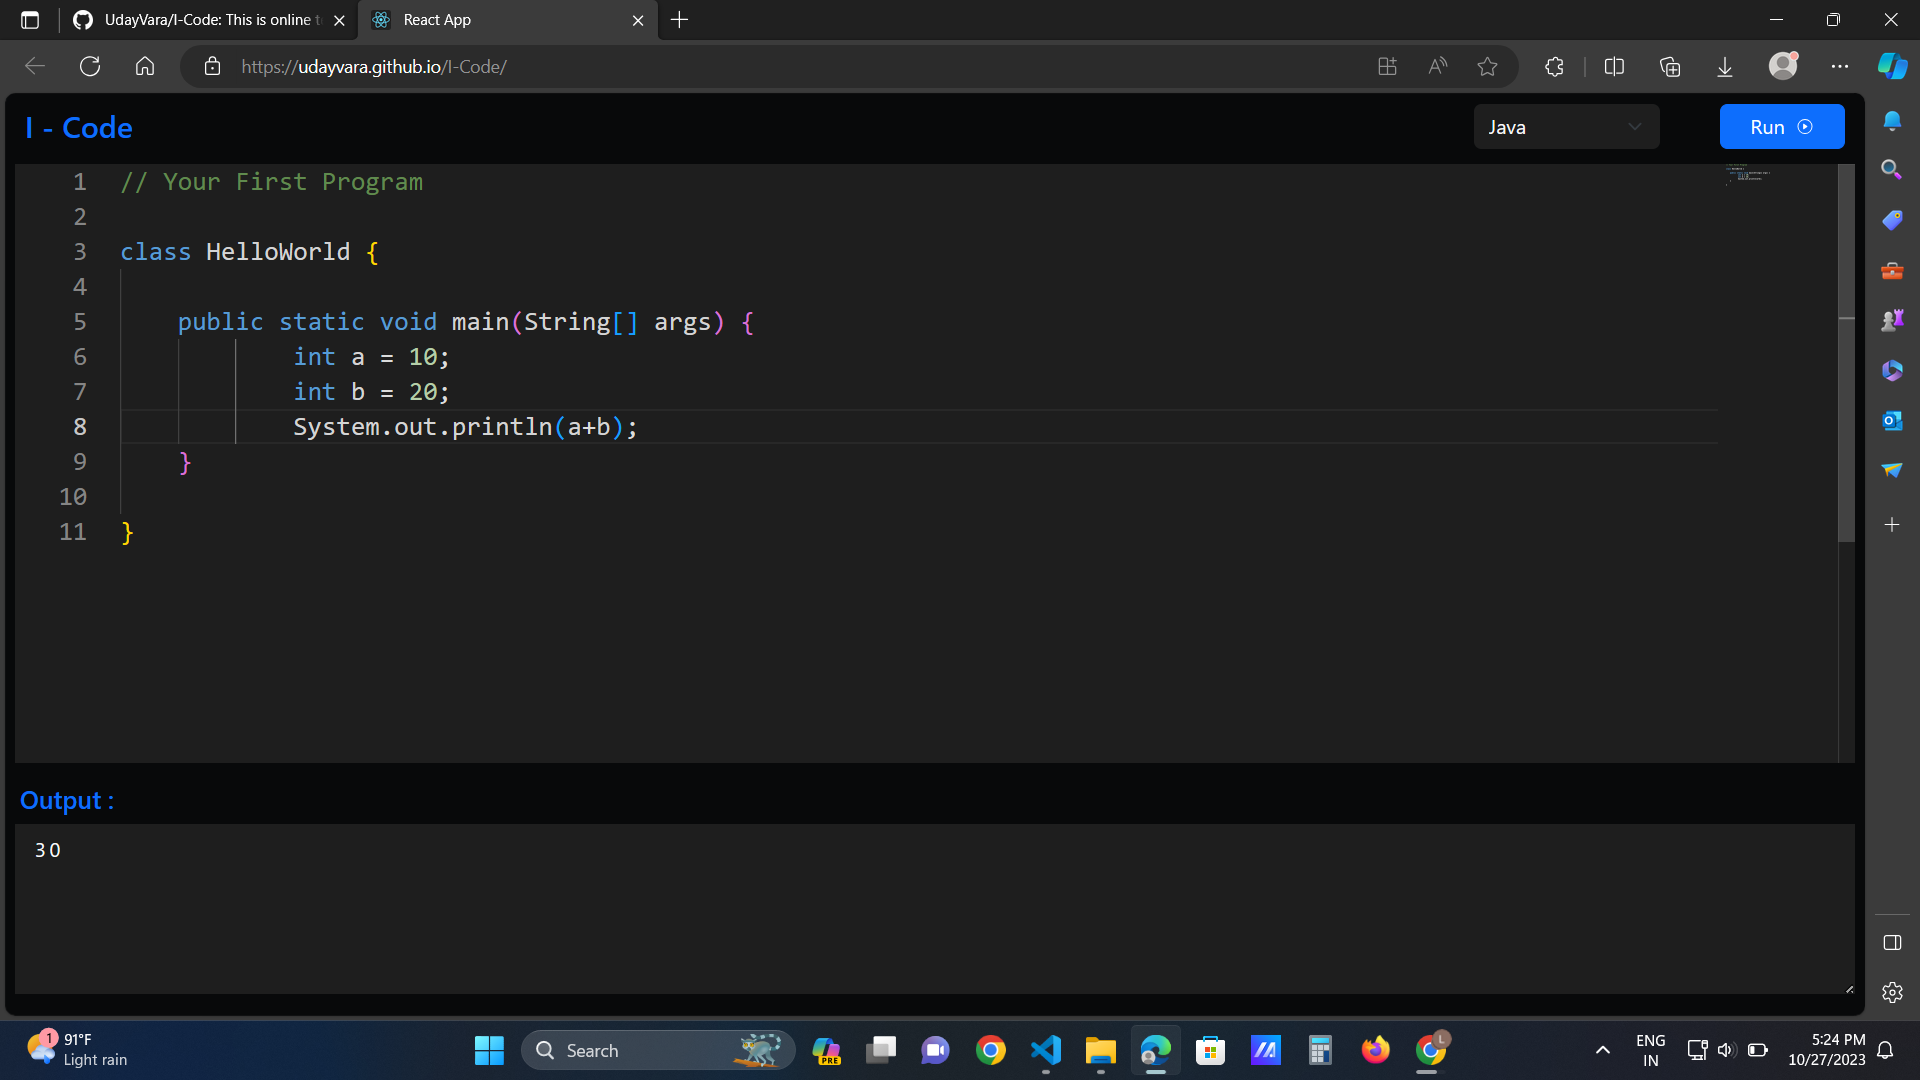 UdayVara/I-Code: This is online t
React App
https://udayvara.github.io/I-Code/
I - Code
Java
Run
1 // Your First Program
2
3 class HelloWorld {
4
5     public static void main(String[] args) {
6             int a = 10;
7             int b = 20;
8             System.out.println(a+b);
9     }
10
11 }
Output :
30
1
91°F
Light rain
Search
PRE
L
ENG
IN
5:24 PM
10/27/2023